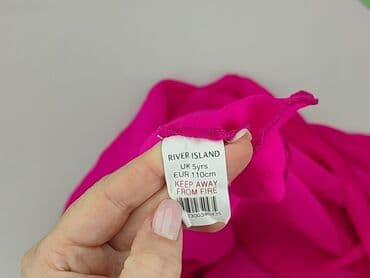 RIVER ISLAND
UK 5yrs
EUR 110cm
KEEP AWAY
FROM FIRE